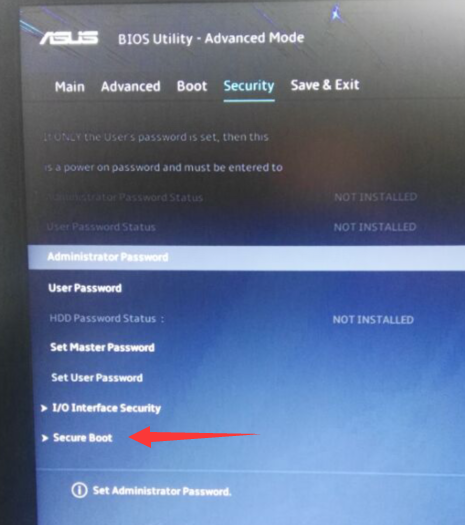 ASUS BIOS Utility - Advanced Mode
Main Advanced Boot Security Save & Exit
If ONLY the User's password is set, then this
is a power on password and must be entered to
Administrator Password Status NOT INSTALLED
User Password Status NOT INSTALLED
Administrator Password
User Password
HDD Password Status : NOT INSTALLED
Set Master Password
Set User Password
> I/O Interface Security
> Secure Boot
i Set Administrator Password.